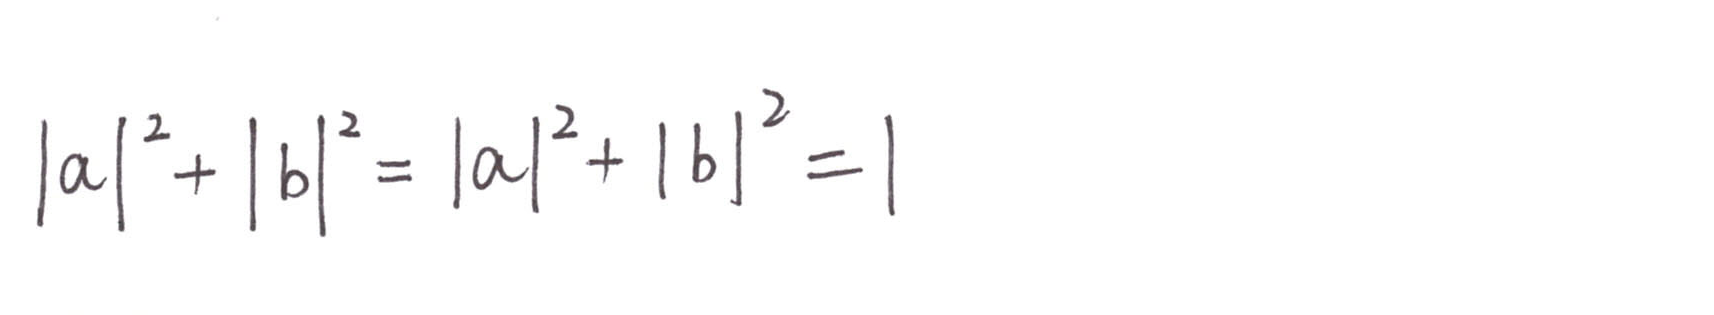 |a|² + |b|² = |a|² + |b|² = 1